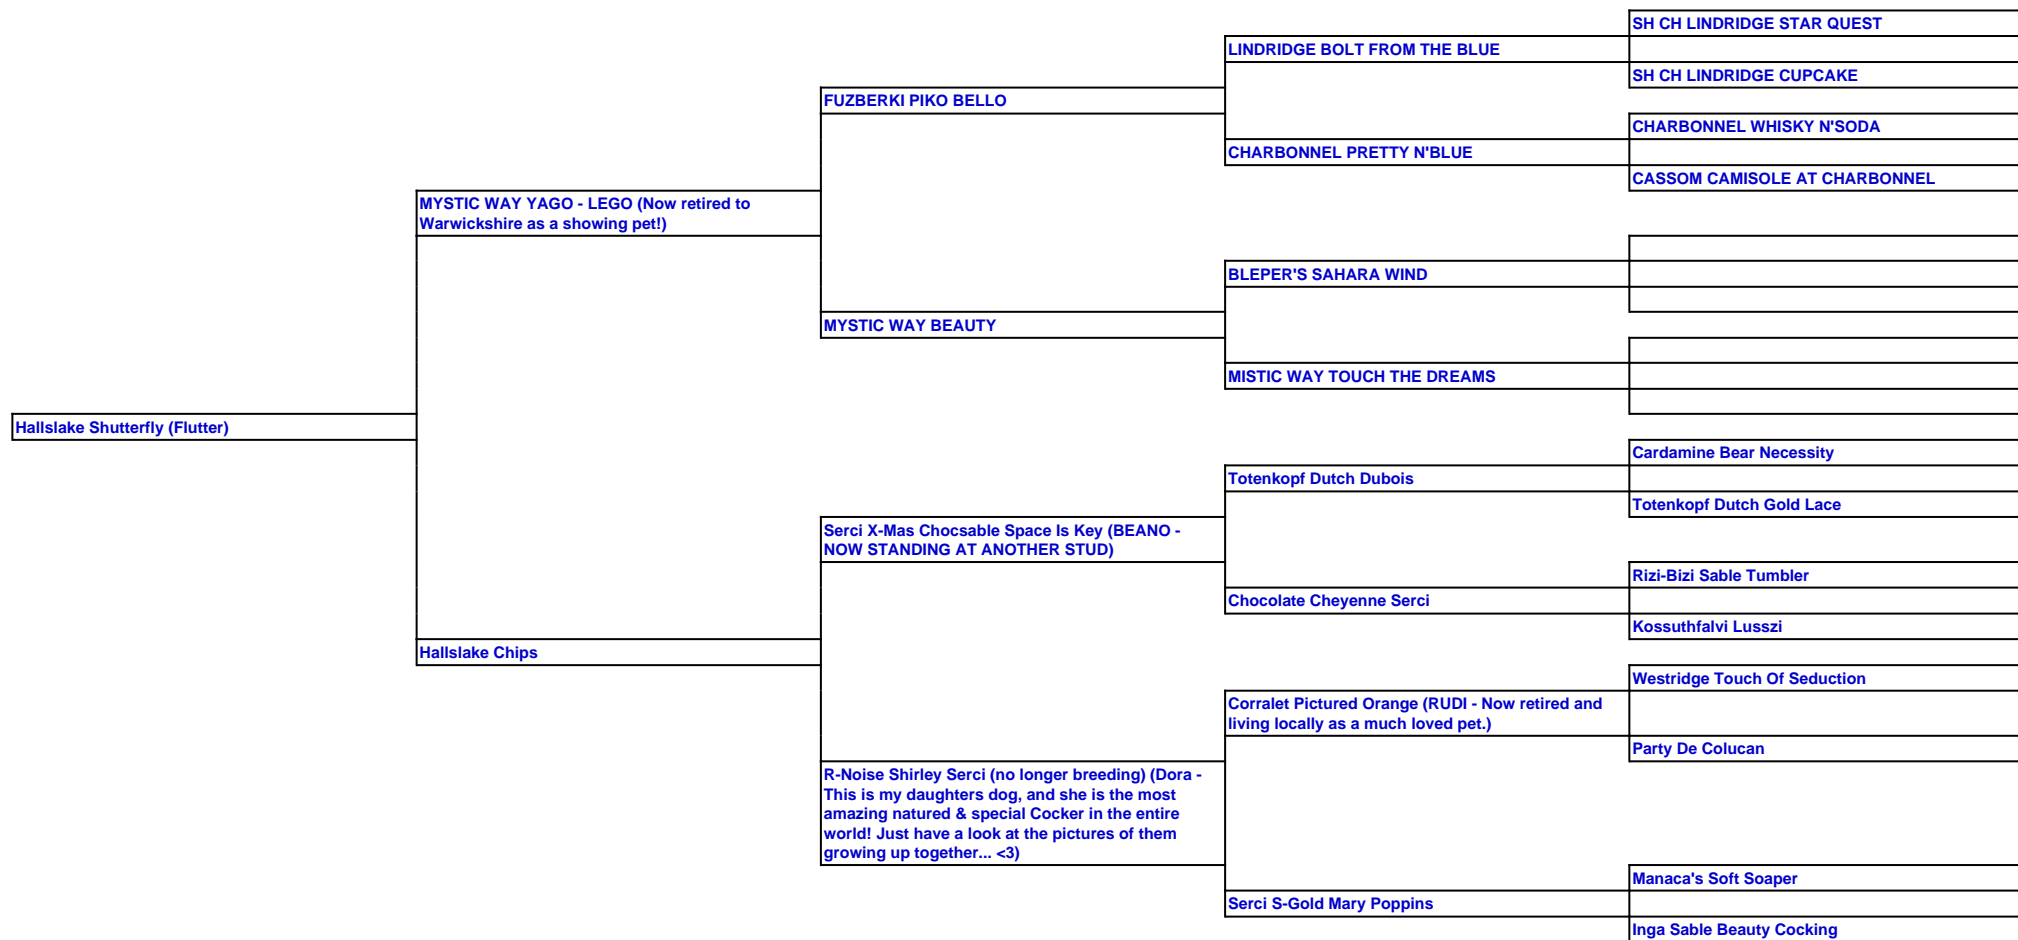 SH CH LINDRIDGE STAR QUEST
LINDRIDGE BOLT FROM THE BLUE
SH CH LINDRIDGE CUPCAKE
FUZBERKI PIKO BELLO
CHARBONNEL WHISKY N'SODA
CHARBONNEL PRETTY N'BLUE
CASSOM CAMISOLE AT CHARBONNEL
MYSTIC WAY YAGO - LEGO (Now retired to
Warwickshire as a showing pet!)
BLEPER'S SAHARA WIND
MYSTIC WAY BEAUTY
MISTIC WAY TOUCH THE DREAMS
Hallslake Shutterfly (Flutter)
Cardamine Bear Necessity
Totenkopf Dutch Dubois
Totenkopf Dutch Gold Lace
Serci X-Mas Chocsable Space Is Key (BEANO -
NOW STANDING AT ANOTHER STUD)
Rizi-Bizi Sable Tumbler
Chocolate Cheyenne Serci
Kossuthfalvi Lusszi
Hallslake Chips
Westridge Touch Of Seduction
Corralet Pictured Orange (RUDI - Now retired and
living locally as a much loved pet.)
Party De Colucan
R-Noise Shirley Serci (no longer breeding) (Dora -
This is my daughters dog, and she is the most
amazing natured & special Cocker in the entire
world! Just have a look at the pictures of them
growing up together... <3)
Manaca's Soft Soaper
Serci S-Gold Mary Poppins
Inga Sable Beauty Cocking